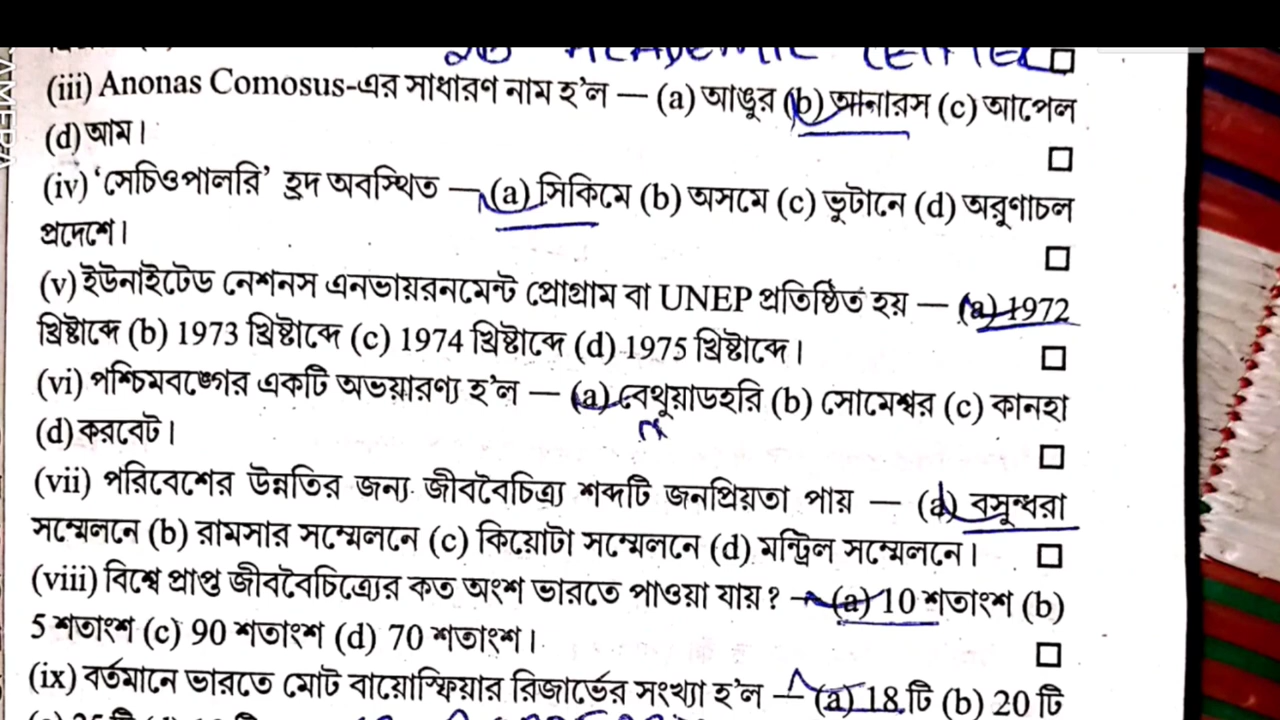 20 ACADEMIC CENTER
(iii) Anonas Comosus-এর সাধারণ নাম হ'ল — (a) আঙুর (b) আনারস (c) আপেল
(d) আম।
(iv) 'সেচিওপালরি' হ্রদ অবস্থিত — (a) সিকিমে (b) অসমে (c) ভুটানে (d) অরুণাচল
প্রদেশে।
(v) ইউনাইটেড নেশনস এনভায়রনমেন্ট প্রোগ্রাম বা UNEP প্রতিষ্ঠিত হয় — (a) 1972
খ্রিষ্টাব্দে (b) 1973 খ্রিষ্টাব্দে (c) 1974 খ্রিষ্টাব্দে (d) 1975 খ্রিষ্টাব্দে।
(vi) পশ্চিমবঙ্গের একটি অভয়ারণ্য হ'ল — (a) বেথুয়াডহরি (b) সোমেশ্বর (c) কানহা
(d) করবেট।
(vii) পরিবেশের উন্নতির জন্য জীববৈচিত্র্য শব্দটি জনপ্রিয়তা পায় — (a) বসুন্ধরা
সম্মেলনে (b) রামসার সম্মেলনে (c) কিয়োটা সম্মেলনে (d) মন্ট্রিল সম্মেলনে।
(viii) বিশ্বে প্রাপ্ত জীববৈচিত্র্যের কত অংশ ভারতে পাওয়া যায়? — (a) 10 শতাংশ (b)
5 শতাংশ (c) 90 শতাংশ (d) 70 শতাংশ।
(ix) বর্তমানে ভারতে মোট বায়োস্ফিয়ার রিজার্ভের সংখ্যা হ'ল — (a) 18 টি (b) 20 টি